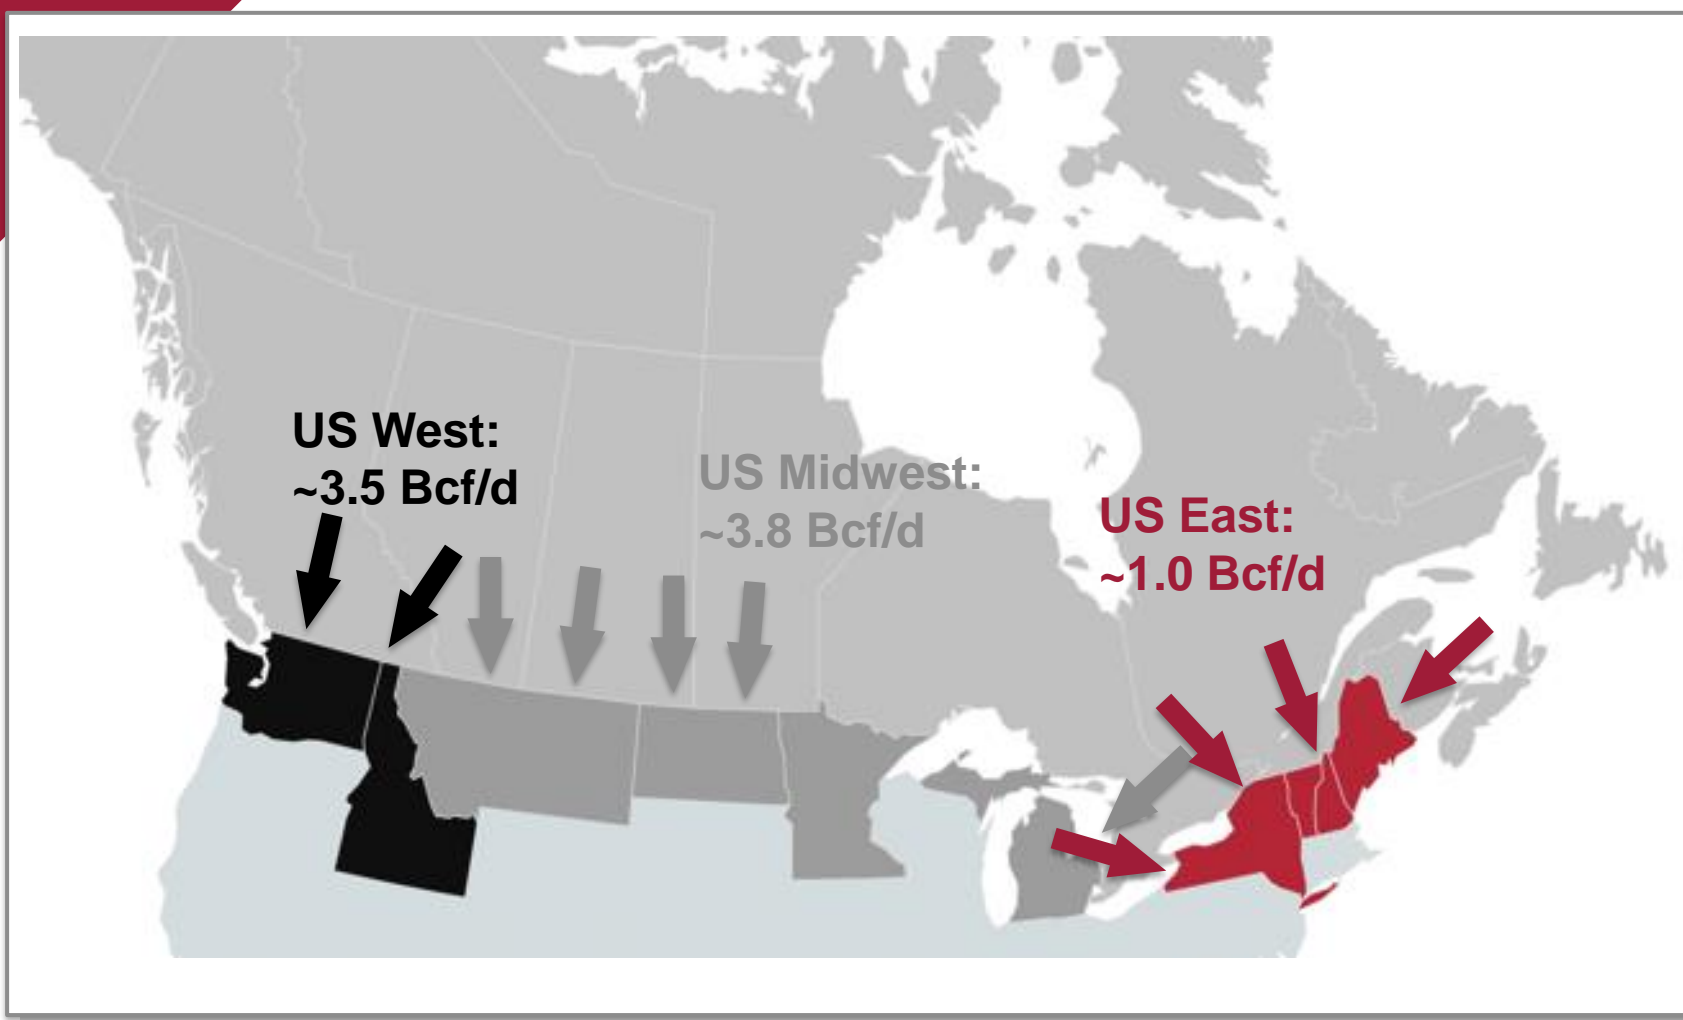 US West:
~3.5 Bcf/d
US Midwest:
~3.8 Bcf/d
US East:
~1.0 Bcf/d